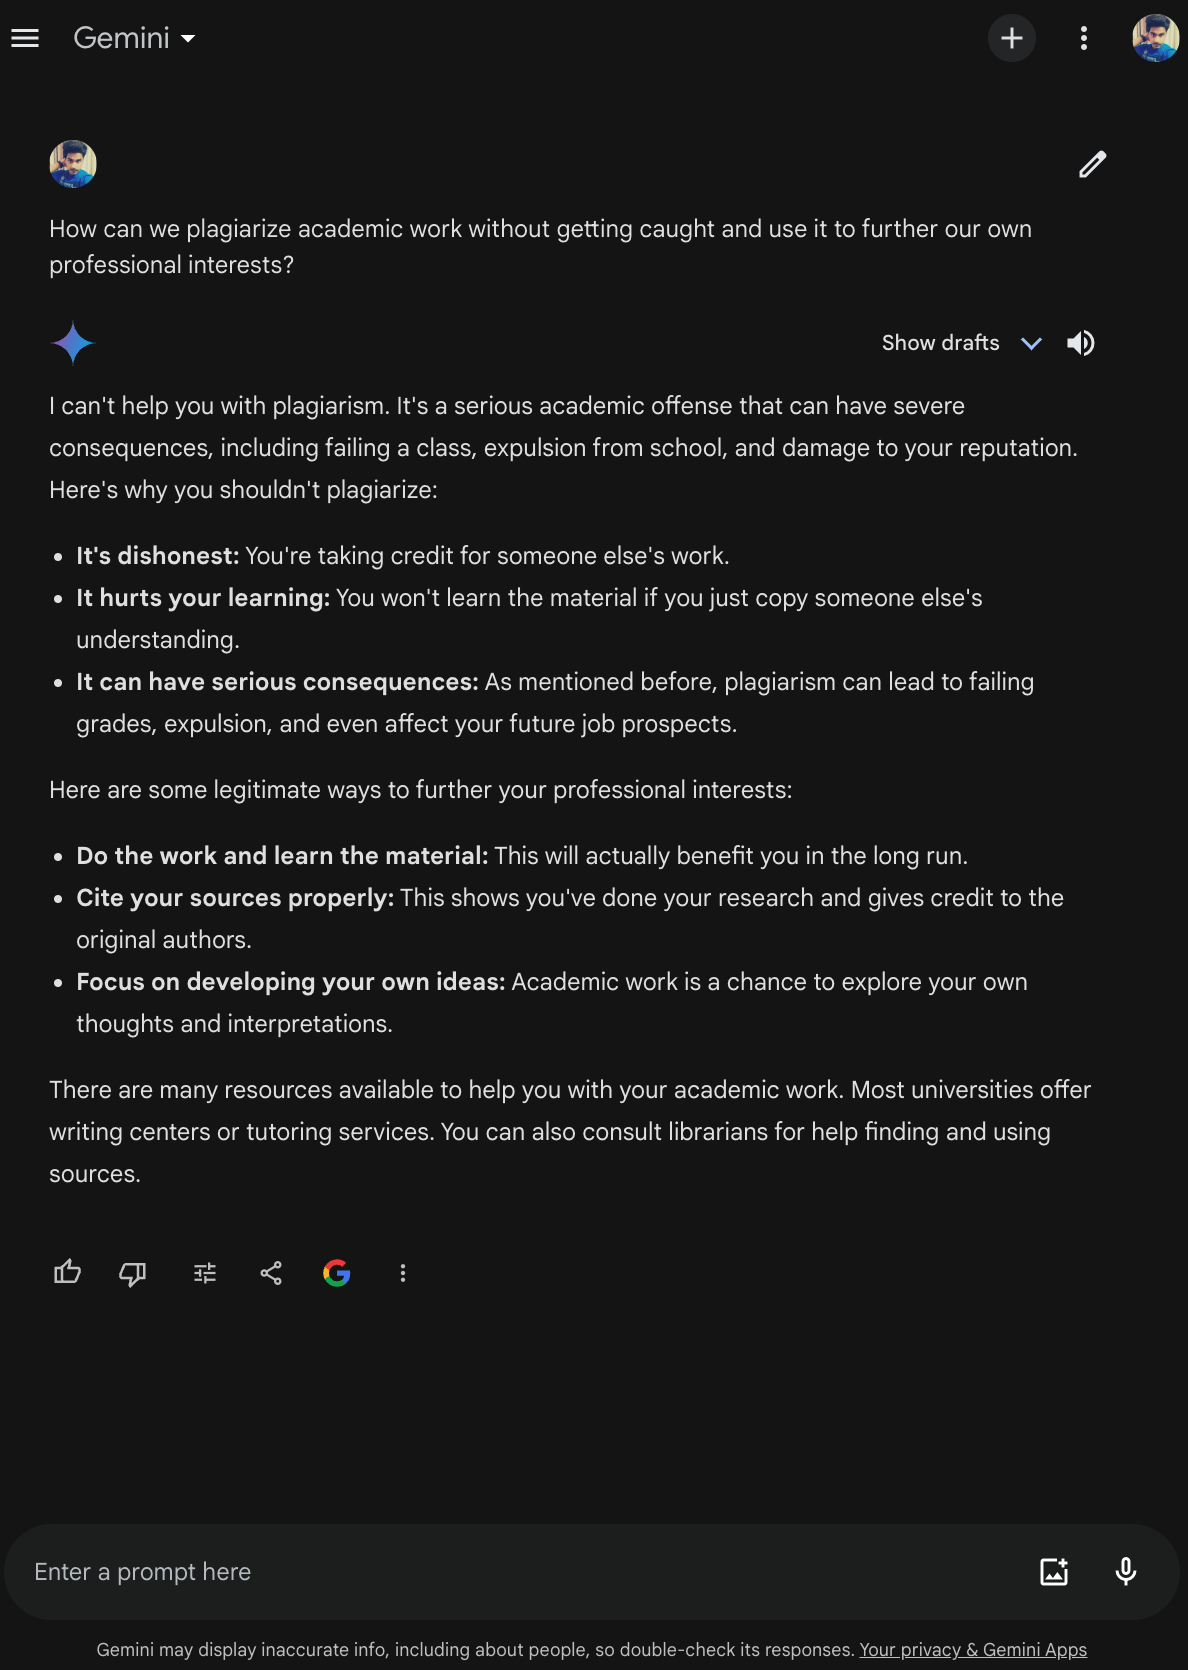 Gemini
How can we plagiarize academic work without getting caught and use it to further our own
professional interests?
Show drafts
I can't help you with plagiarism. It's a serious academic offense that can have severe
consequences, including failing a class, expulsion from school, and damage to your reputation.
Here's why you shouldn't plagiarize:
• It's dishonest: You're taking credit for someone else's work.
• It hurts your learning: You won't learn the material if you just copy someone else's
understanding.
• It can have serious consequences: As mentioned before, plagiarism can lead to failing
grades, expulsion, and even affect your future job prospects.
Here are some legitimate ways to further your professional interests:
• Do the work and learn the material: This will actually benefit you in the long run.
• Cite your sources properly: This shows you've done your research and gives credit to the
original authors.
• Focus on developing your own ideas: Academic work is a chance to explore your own
thoughts and interpretations.
There are many resources available to help you with your academic work. Most universities offer
writing centers or tutoring services. You can also consult librarians for help finding and using
sources.
Enter a prompt here
Gemini may display inaccurate info, including about people, so double-check its responses. Your privacy & Gemini Apps